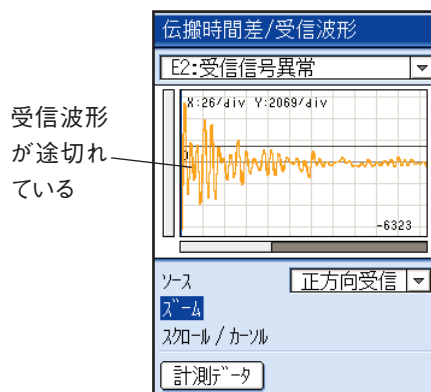 伝搬時間差/受信波形
E2:受信信号異常
X:26/div Y:2069/div
受信波形
が途切れ
ている
-6323
ソース
正方向受信
ズーム
スクロール / カーソル
計測データ